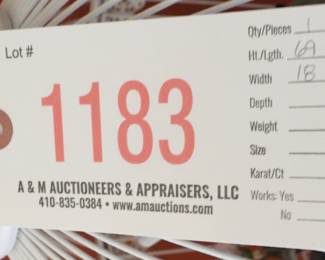 Lot #
1183
A & M AUCTIONEERS & APPRAISERS, LLC
410-835-0384 • www.amauctions.com
Qty/Pieces 1
Ht./Lgth. 69
Width 18
Depth
Weight
Size
Karat/Ct
Works: Yes
No